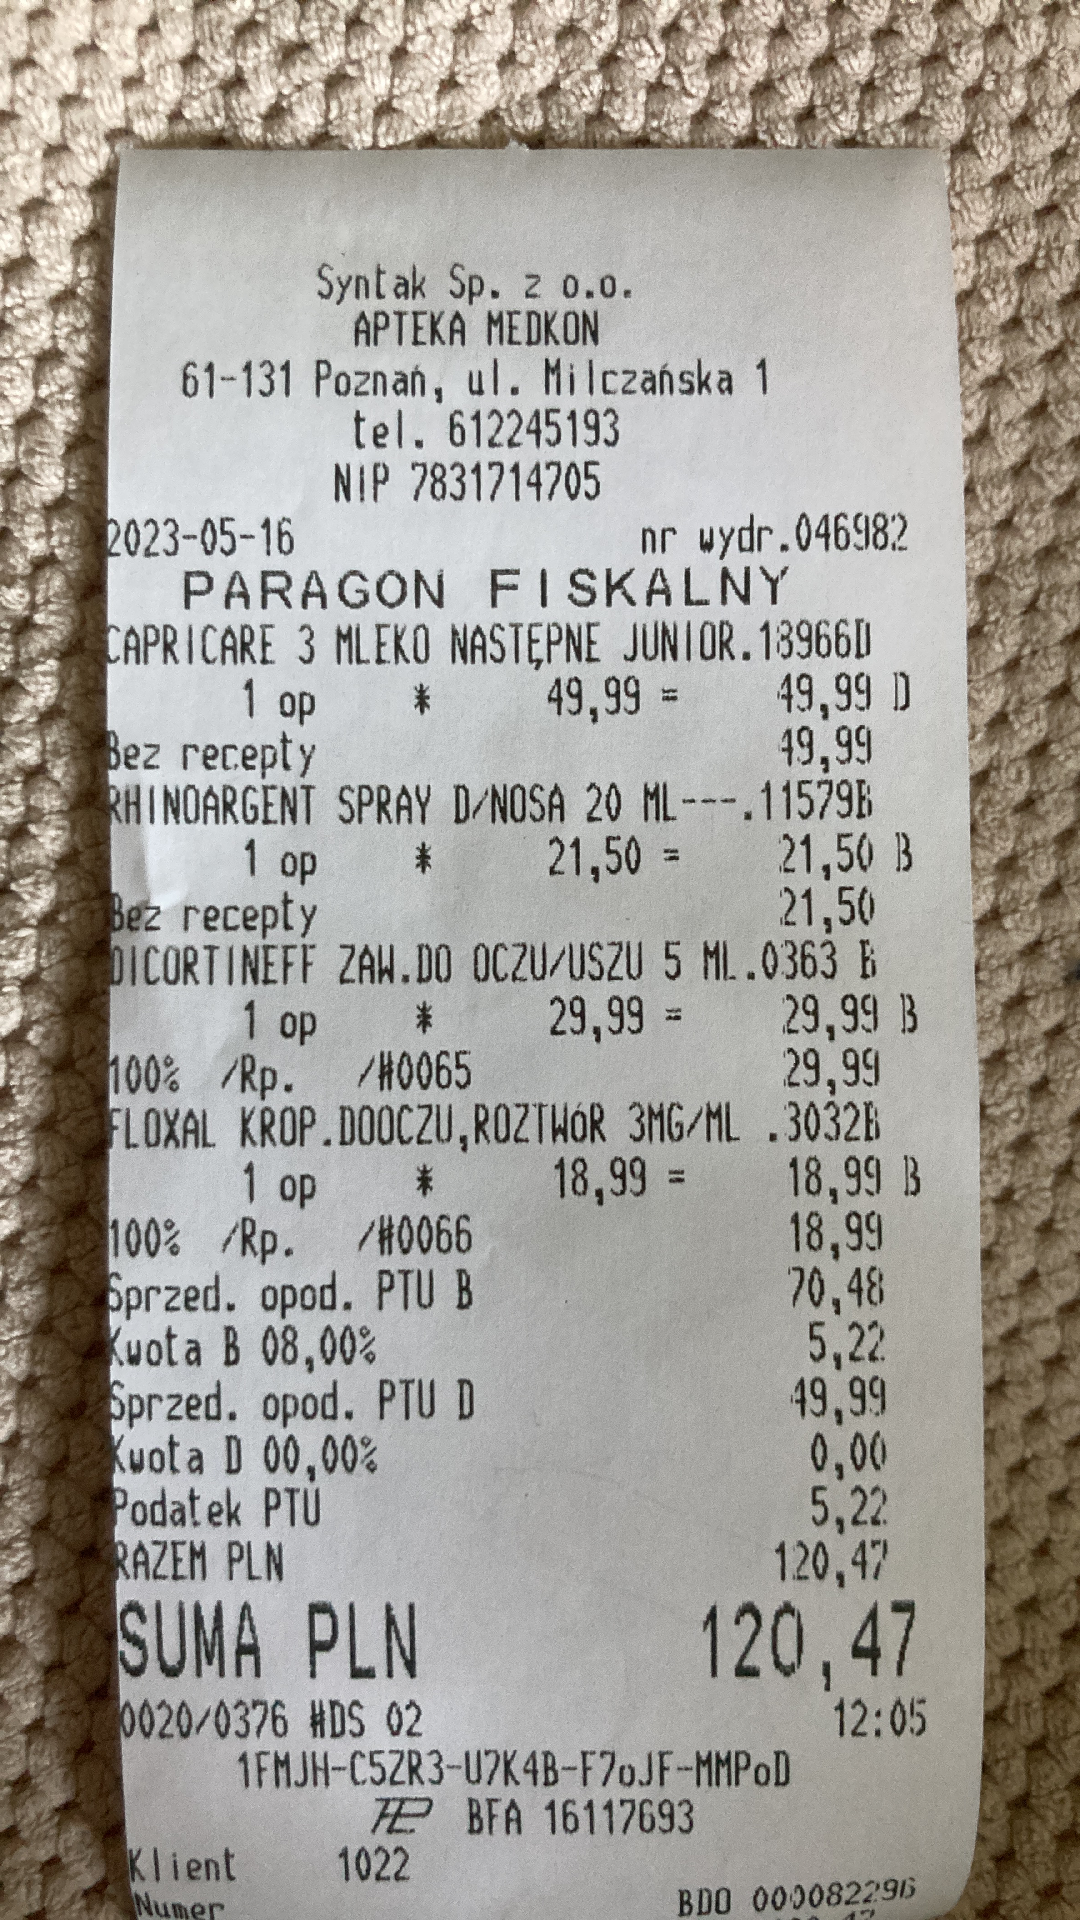 Syntak Sp. z o.o.
APTEKA MEDKON
61-131 Poznań, ul. Milczańska 1
tel. 612245193
NIP 7831714705
2023-05-16 nr wydr.046982
PARAGON FISKALNY
CAPRICARE 3 MLEKO NASTĘPNE JUNIOR.18966D
1 op * 49,99 = 49,99 D
Bez recepty 49,99
RHINOARGENT SPRAY D/NOSA 20 ML---.11579B
1 op * 21,50 = 21,50 B
Bez recepty 21,50
DICORTINEFF ZAW.DO OCZU/USZU 5 ML.0363 B
1 op * 29,99 = 29,99 B
100% /Rp. /#0065 29,99
FLOXAL KROP.DOOCZU,ROZTWóR 3MG/ML .3032B
1 op * 18,99 = 18,99 B
100% /Rp. /#0066 18,99
Sprzed. opod. PTU B 70,48
Kwota B 08,00% 5,22
Sprzed. opod. PTU D 49,99
Kwota D 00,00% 0,00
Podatek PTU 5,22
RAZEM PLN 120,47
SUMA PLN 120,47
0020/0376 #DS 02 12:05
1FMJH-C5ZR3-U7K4B-F7oJF-MMPoD
BFA 16117693
Klient 1022
BDO 000082296
Numer